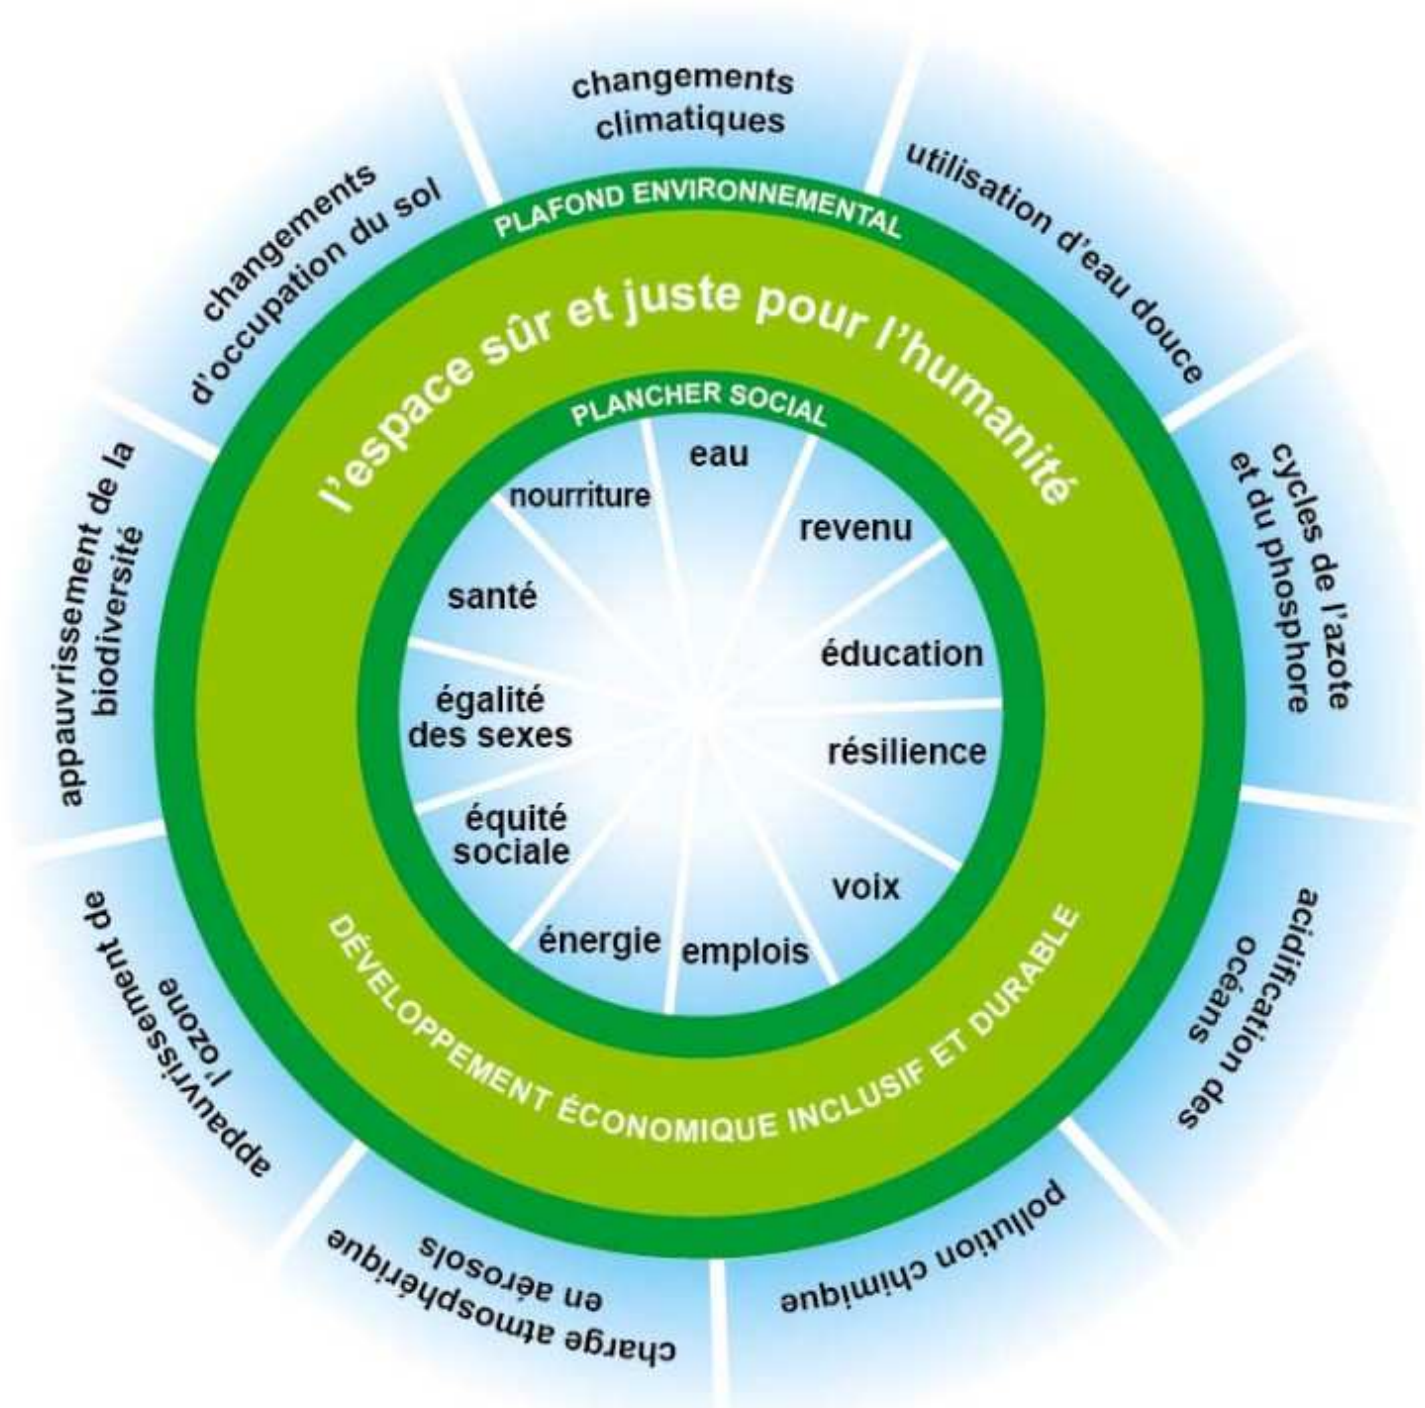 changements
climatiques
utilisation d'eau douce
cycles de l'azote
et du phosphore
acidification des
océans
pollution chimique
charge atmosphérique
en aérosols
appauvrissement de
l'ozone
appauvrissement de la
biodiversité
changements
d'occupation du sol
PLAFOND ENVIRONNEMENTAL
l'espace sûr et juste pour l'humanité
PLANCHER SOCIAL
eau
revenu
éducation
résilience
voix
emplois
énergie
équité
sociale
égalité
des sexes
santé
nourriture
DÉVELOPPEMENT ÉCONOMIQUE INCLUSIF ET DURABLE